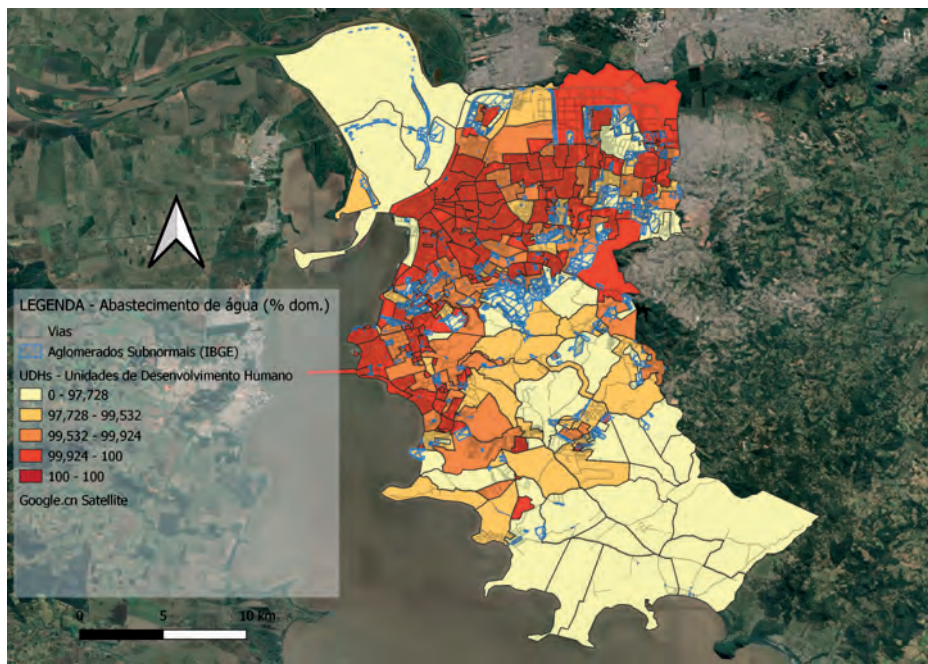 LEGENDA - Abastecimento de água (% dom.)
Vias
Aglomerados Subnormais (IBGE)
UDHs - Unidades de Desenvolvimento Humano
0 - 97,728
97,728 - 99,532
99,532 - 99,924
99,924 - 100
100 - 100
Google.cn Satellite
0 5 10 km